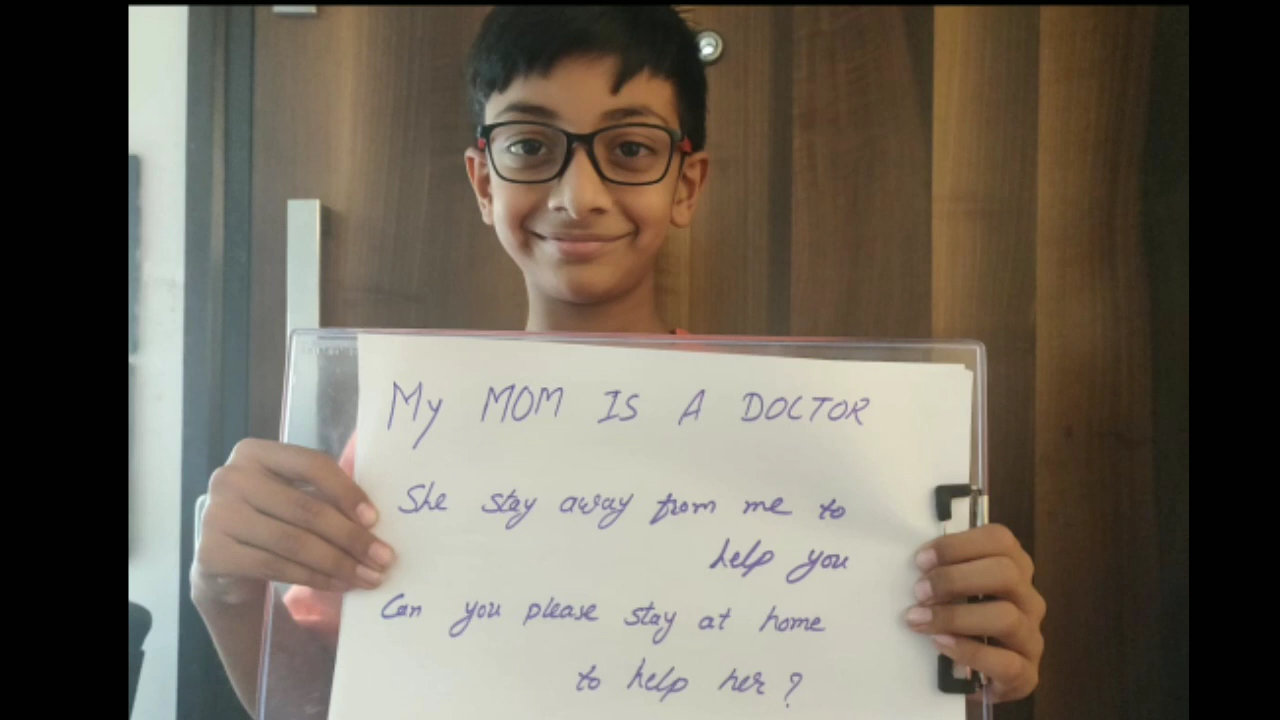 My MOM IS A DOCTOR
She stay away from me to
help you
Can you please stay at home
to help her ?